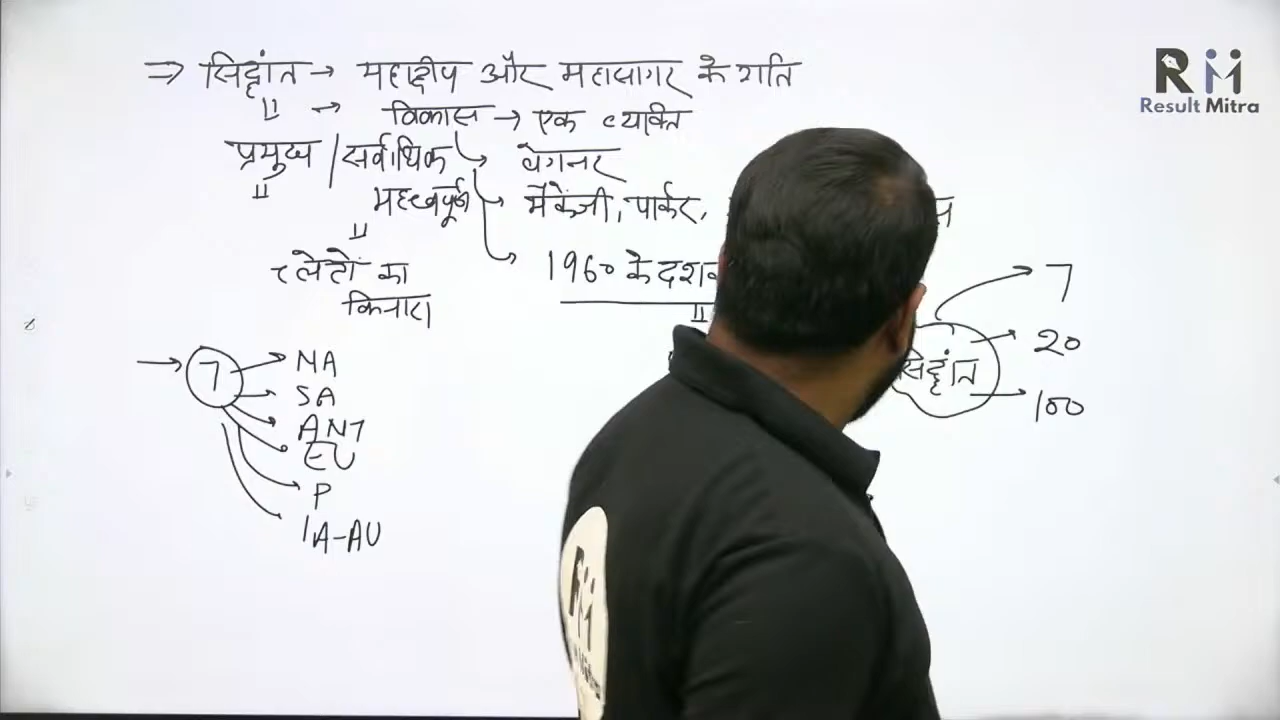 ⇒ सिद्धांत → महाद्वीप और महासागर के गति
→ विकास → एक व्यक्ति
प्रमुख / सर्वाधिक वेगनर
महत्वपूर्ण मैकेंजी, पार्कर,
प्लेटों का 1960 के दशक
किनारा
7
सिद्धांत 20
100
7 NA
SA
ANT
EU
P
IA-AU
RM
Result Mitra